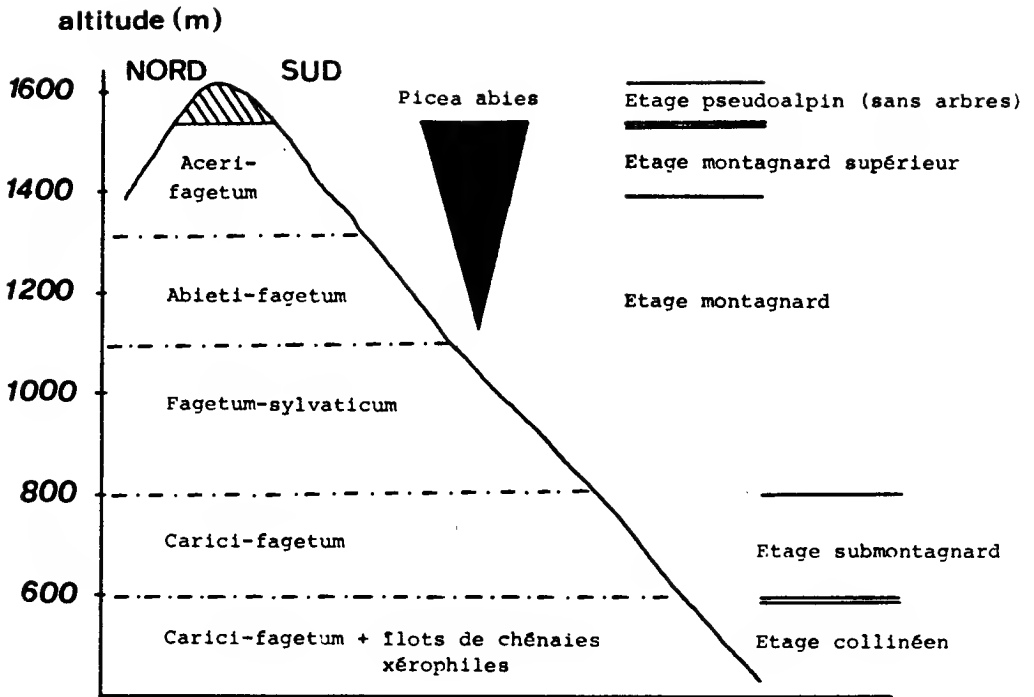 altitude (m)
NORD SUD
1600
1400
1200
1000
800
600
Picea abies
Etage pseudoalpin (sans arbres)
Etage montagnard supérieur
Etage montagnard
Etage submontagnard
Etage collinéen
Aceri-
fagetum
Abieti-fagetum
Fagetum-sylvaticum
Carici-fagetum
Carici-fagetum + îlots de chénaies
xérophiles